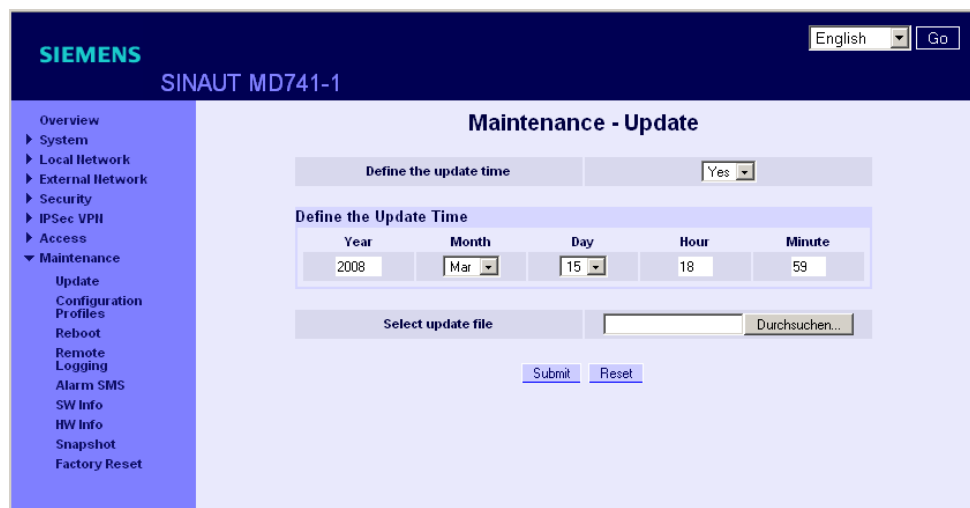 English Go
SIEMENS
SINAUT MD741-1
Overview
System
Local Network
External Network
Security
IPSec VPN
Access
Maintenance
Update
Configuration
Profiles
Reboot
Remote
Logging
Alarm SMS
SW Info
HW Info
Snapshot
Factory Reset
Maintenance - Update
Define the update time Yes
Define the Update Time
Year Month Day Hour Minute
2008 Mar 15 18 59
Select update file Durchsuchen...
Submit Reset